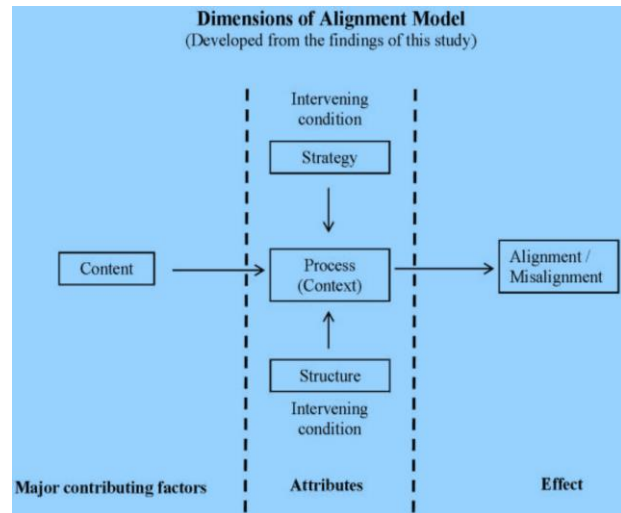 Dimensions of Alignment Model
(Developed from the findings of this study)
Intervening
condition
Strategy
Content
Process
(Context)
Alignment /
Misalignment
Structure
Intervening
condition
Major contributing factors
Attributes
Effect